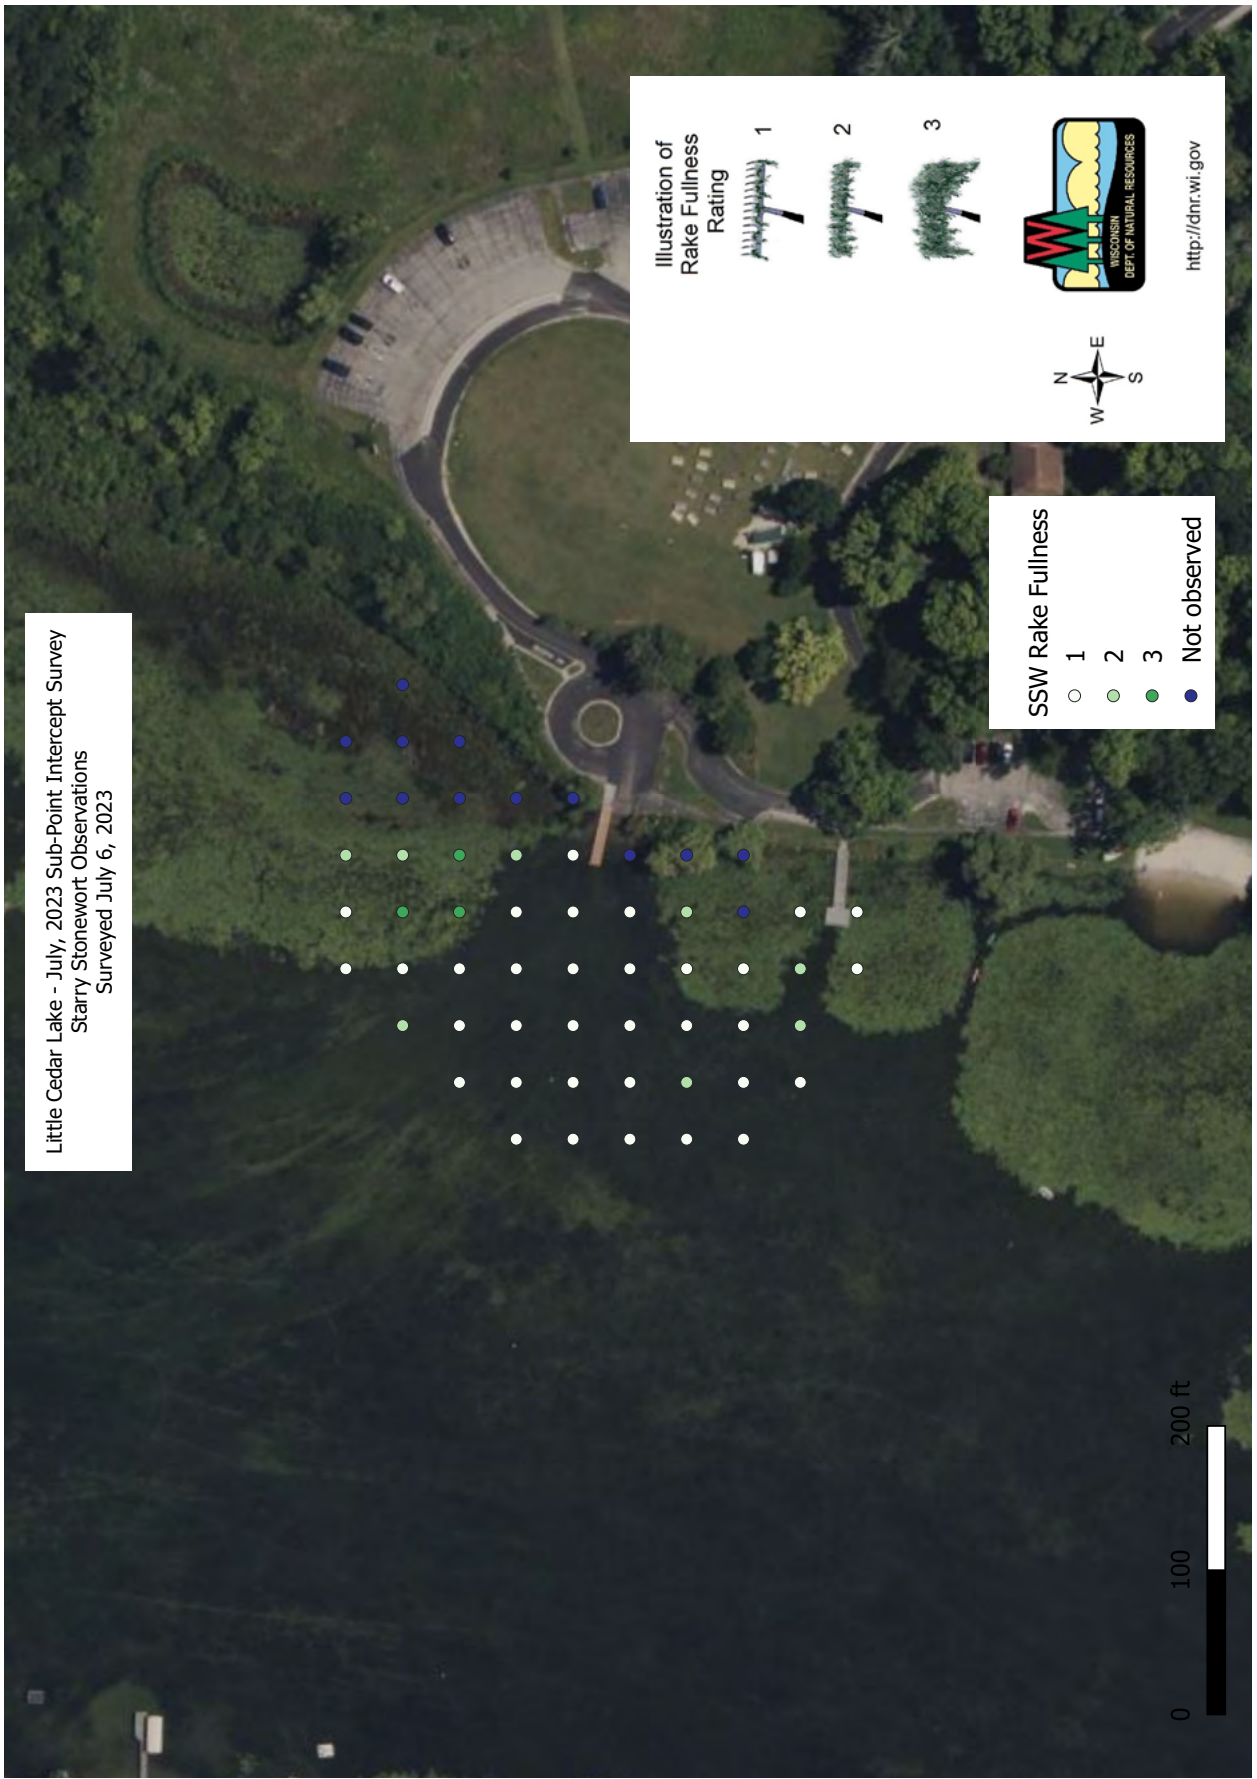 Little Cedar Lake - July, 2023 Sub-Point Intercept Survey
Starry Stonewort Observations
Surveyed July 6, 2023
SSW Rake Fullness
1
2
3
Not observed
Illustration of
Rake Fullness
Rating
1
2
3
N
W E
S
WISCONSIN
DEPT. OF NATURAL RESOURCES
http://dnr.wi.gov
0 100 200 ft